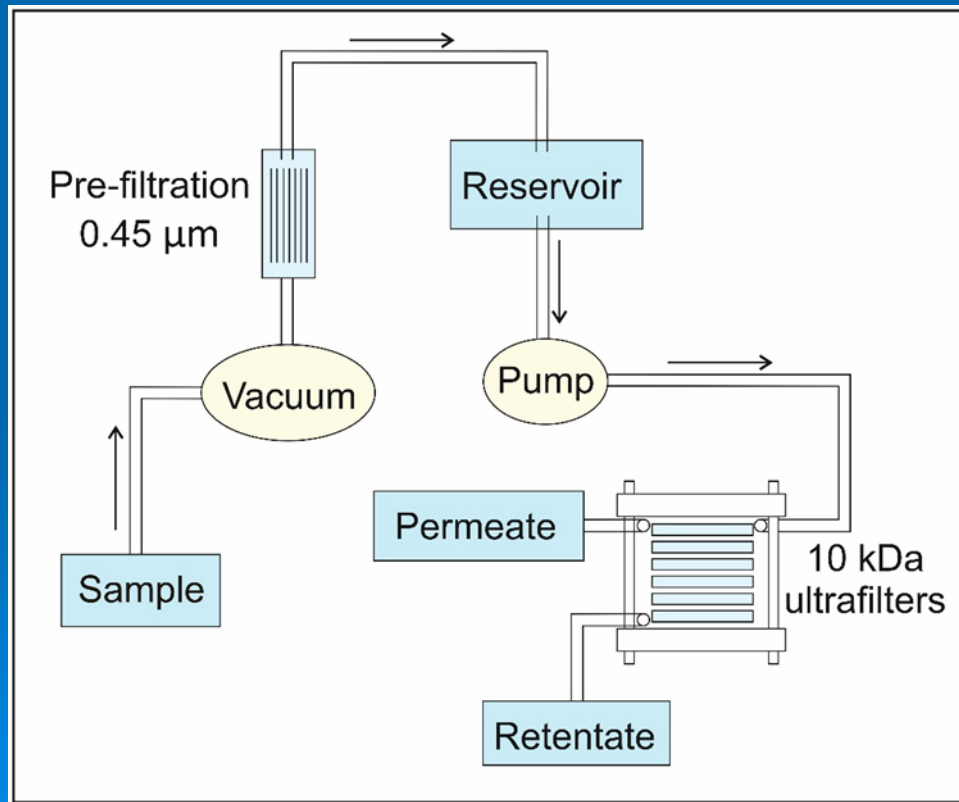 Pre-filtration
0.45 µm
Reservoir
Vacuum
Pump
Permeate
Sample
10 kDa
ultrafilters
Retentate